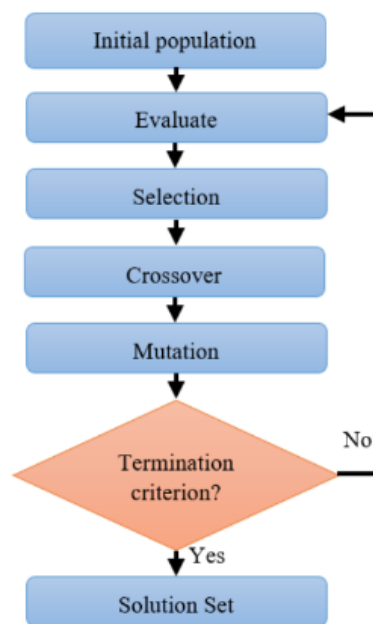 Initial population
Evaluate
Selection
Crossover
Mutation
Termination
criterion?
No
Yes
Solution Set